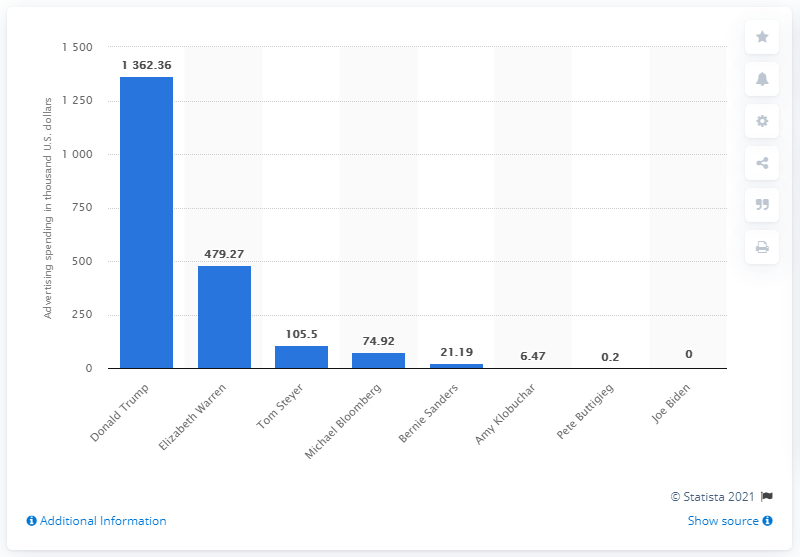 Advertising spending in thousand U.S. dollars
1 500
1 250
1 000
750
500
250
0
1 362.36
479.27
105.5
74.92
21.19
6.47
0.2
0
Donald Trump
Elizabeth Warren
Tom Steyer
Michael Bloomberg
Bernie Sanders
Amy Klobuchar
Pete Buttigieg
Joe Biden
© Statista 2021
Additional Information
Show source